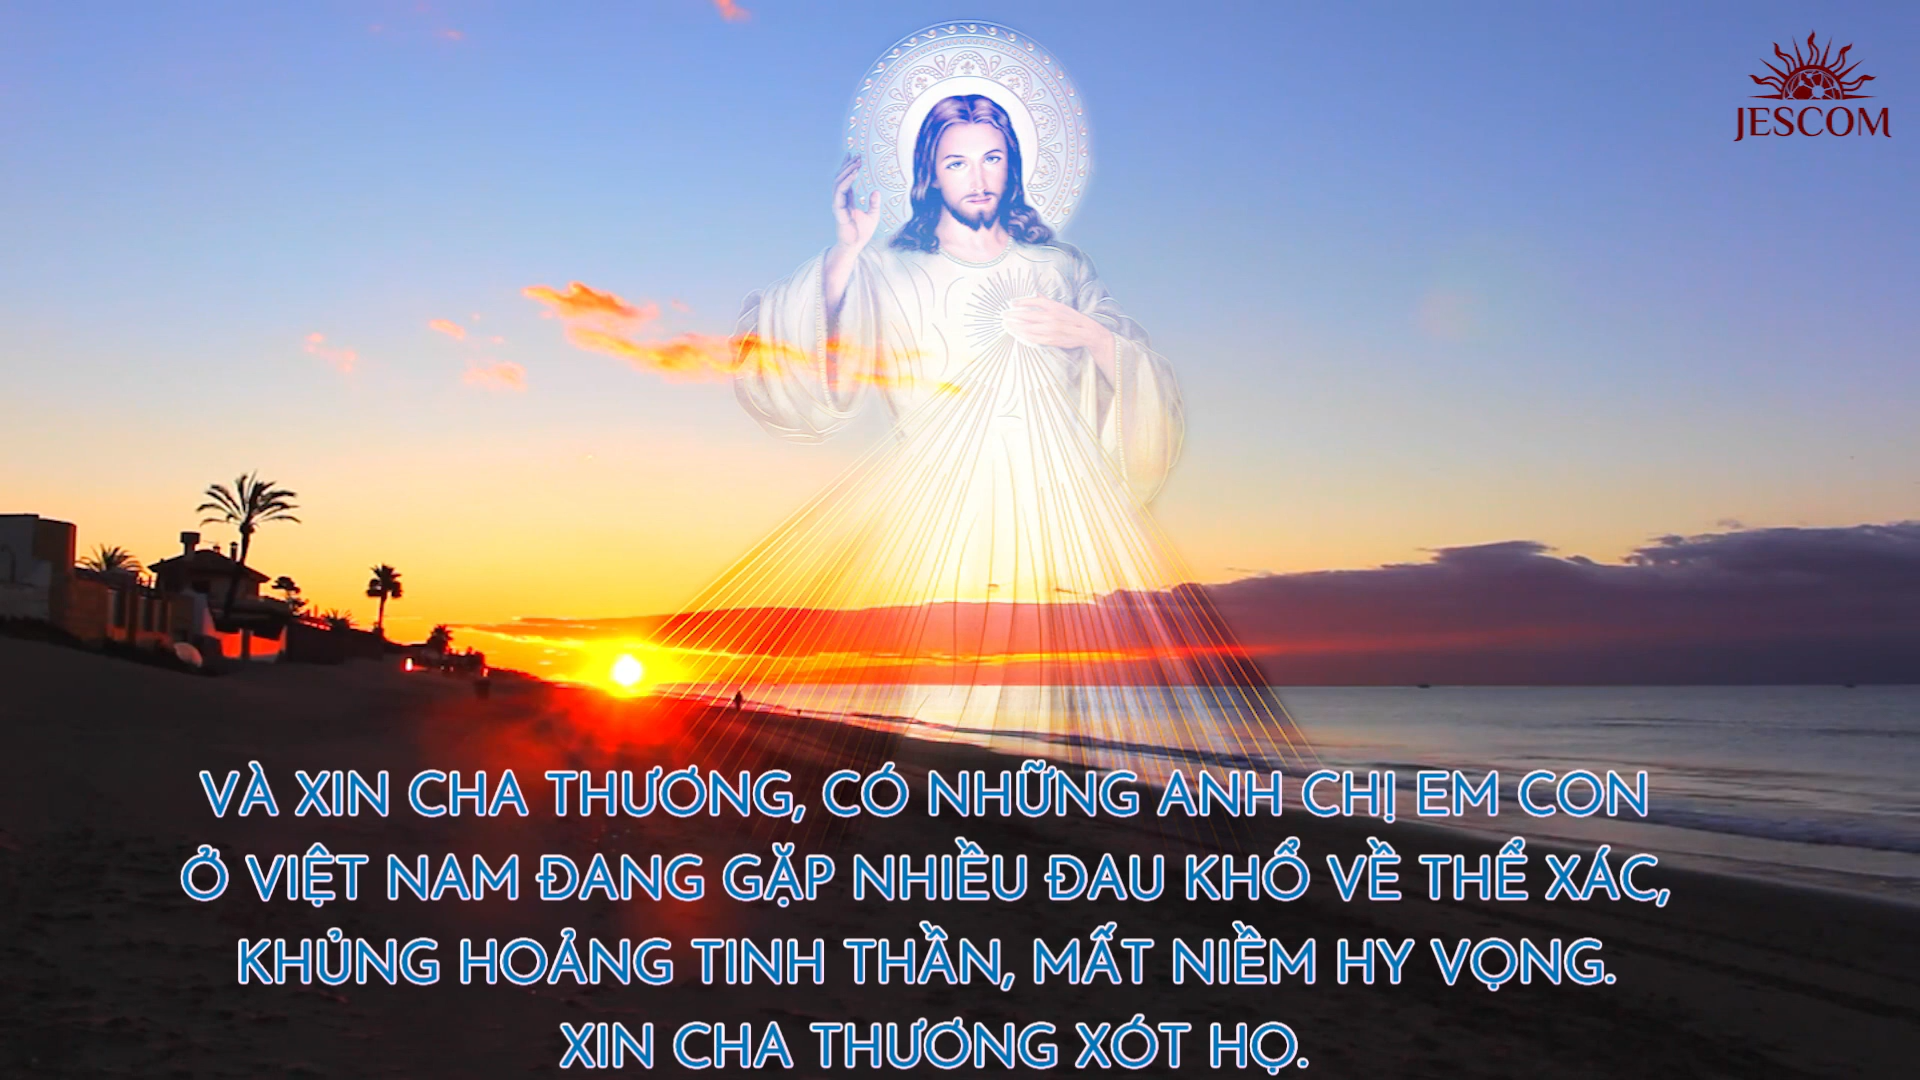 JESCOM
VÀ XIN CHA THƯƠNG, CÓ NHỮNG ANH CHỊ EM CON
Ở VIỆT NAM ĐANG GẶP NHIỀU ĐAU KHỔ VỀ THỂ XÁC,
KHỦNG HOẢNG TINH THẦN, MẤT NIỀM HY VỌNG.
XIN CHA THƯƠNG XÓT HỌ.